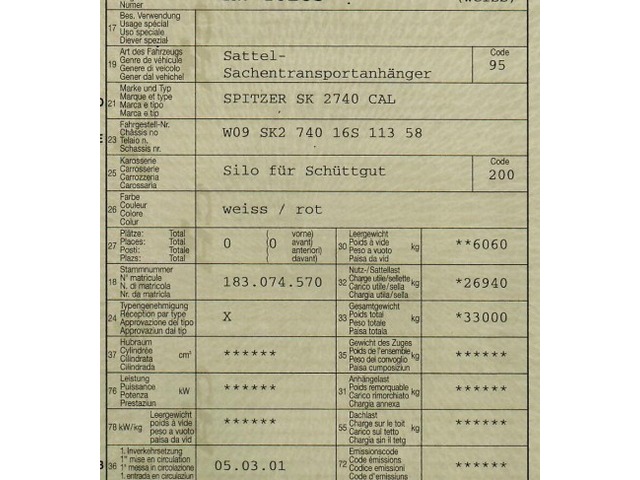 Numer
17 Bes. Verwendung
Usage spécial
Uso speciale
Diever spezial
19 Art des Fahrzeugs
Genre de véhicule
Genere di veicolo
Gener dal vehichel
Sattel-
Sachentransportanhänger
Code
95
21 Marke und Typ
Marque et type
Marca e tipo
Marca e tip
SPITZER SK 2740 CAL
23 Fahrgestell-Nr.
Châssis no
Telaio n.
Schassis nr.
W09 SK2 740 16S 113 58
25 Karosserie
Carrosserie
Carrozzeria
Carossaria
Silo für Schüttgut
Code
200
26 Farbe
Couleur
Colore
Colur
weiss / rot
27 Plätze: Total (vorne)
Places: Total avant)
Posti: Totale anteriori)
Plazs: Total (davant)
0 (0
30 Leergewicht
Poids à vide
Peso a vuoto
Paisa da vid
kg
**6060
18 Stammnummer
N° matricule
N. di matricola
Nr. da matricla
183.074.570
32 Nutz-/Sattellast
Charge utile/sellette
Carico utile/sella
Chargia utila/sella
kg
*26940
24 Typengenehmigung
Réception par type
Approvazione del tipo
Approvaziun dal tip
X
33 Gesamtgewicht
Poids total
Peso totale
Paisa totala
kg
*33000
37 Hubraum
Cylindrée
Cilindrata
Cilindrada
cm³
******
35 Gewicht des Zuges
Poids de l'ensemble
Peso del convoglio
Paisa cumposiziun
kg
******
76 Leistung
Puissance
Potenza
Prestaziun
kW
******
31 Anhängelast
Poids remorquable
Carico rimorchiato
Chargia annexa
kg
******
78 kW/kg Leergewicht
poids à vide
peso a vuoto
paisa da vid
******
55 Dachlast
Charge sur le toit
Carico sul tetto
Chargia sin il tetg
kg
******
36 1. Inverkehrsetzung
1re mise en circulation
1a messa in circolazione
1. entrada en circulaziun
05.03.01
72 Emissionscode
Code émissions
Codice emissioni
Code d'emissiuns
******